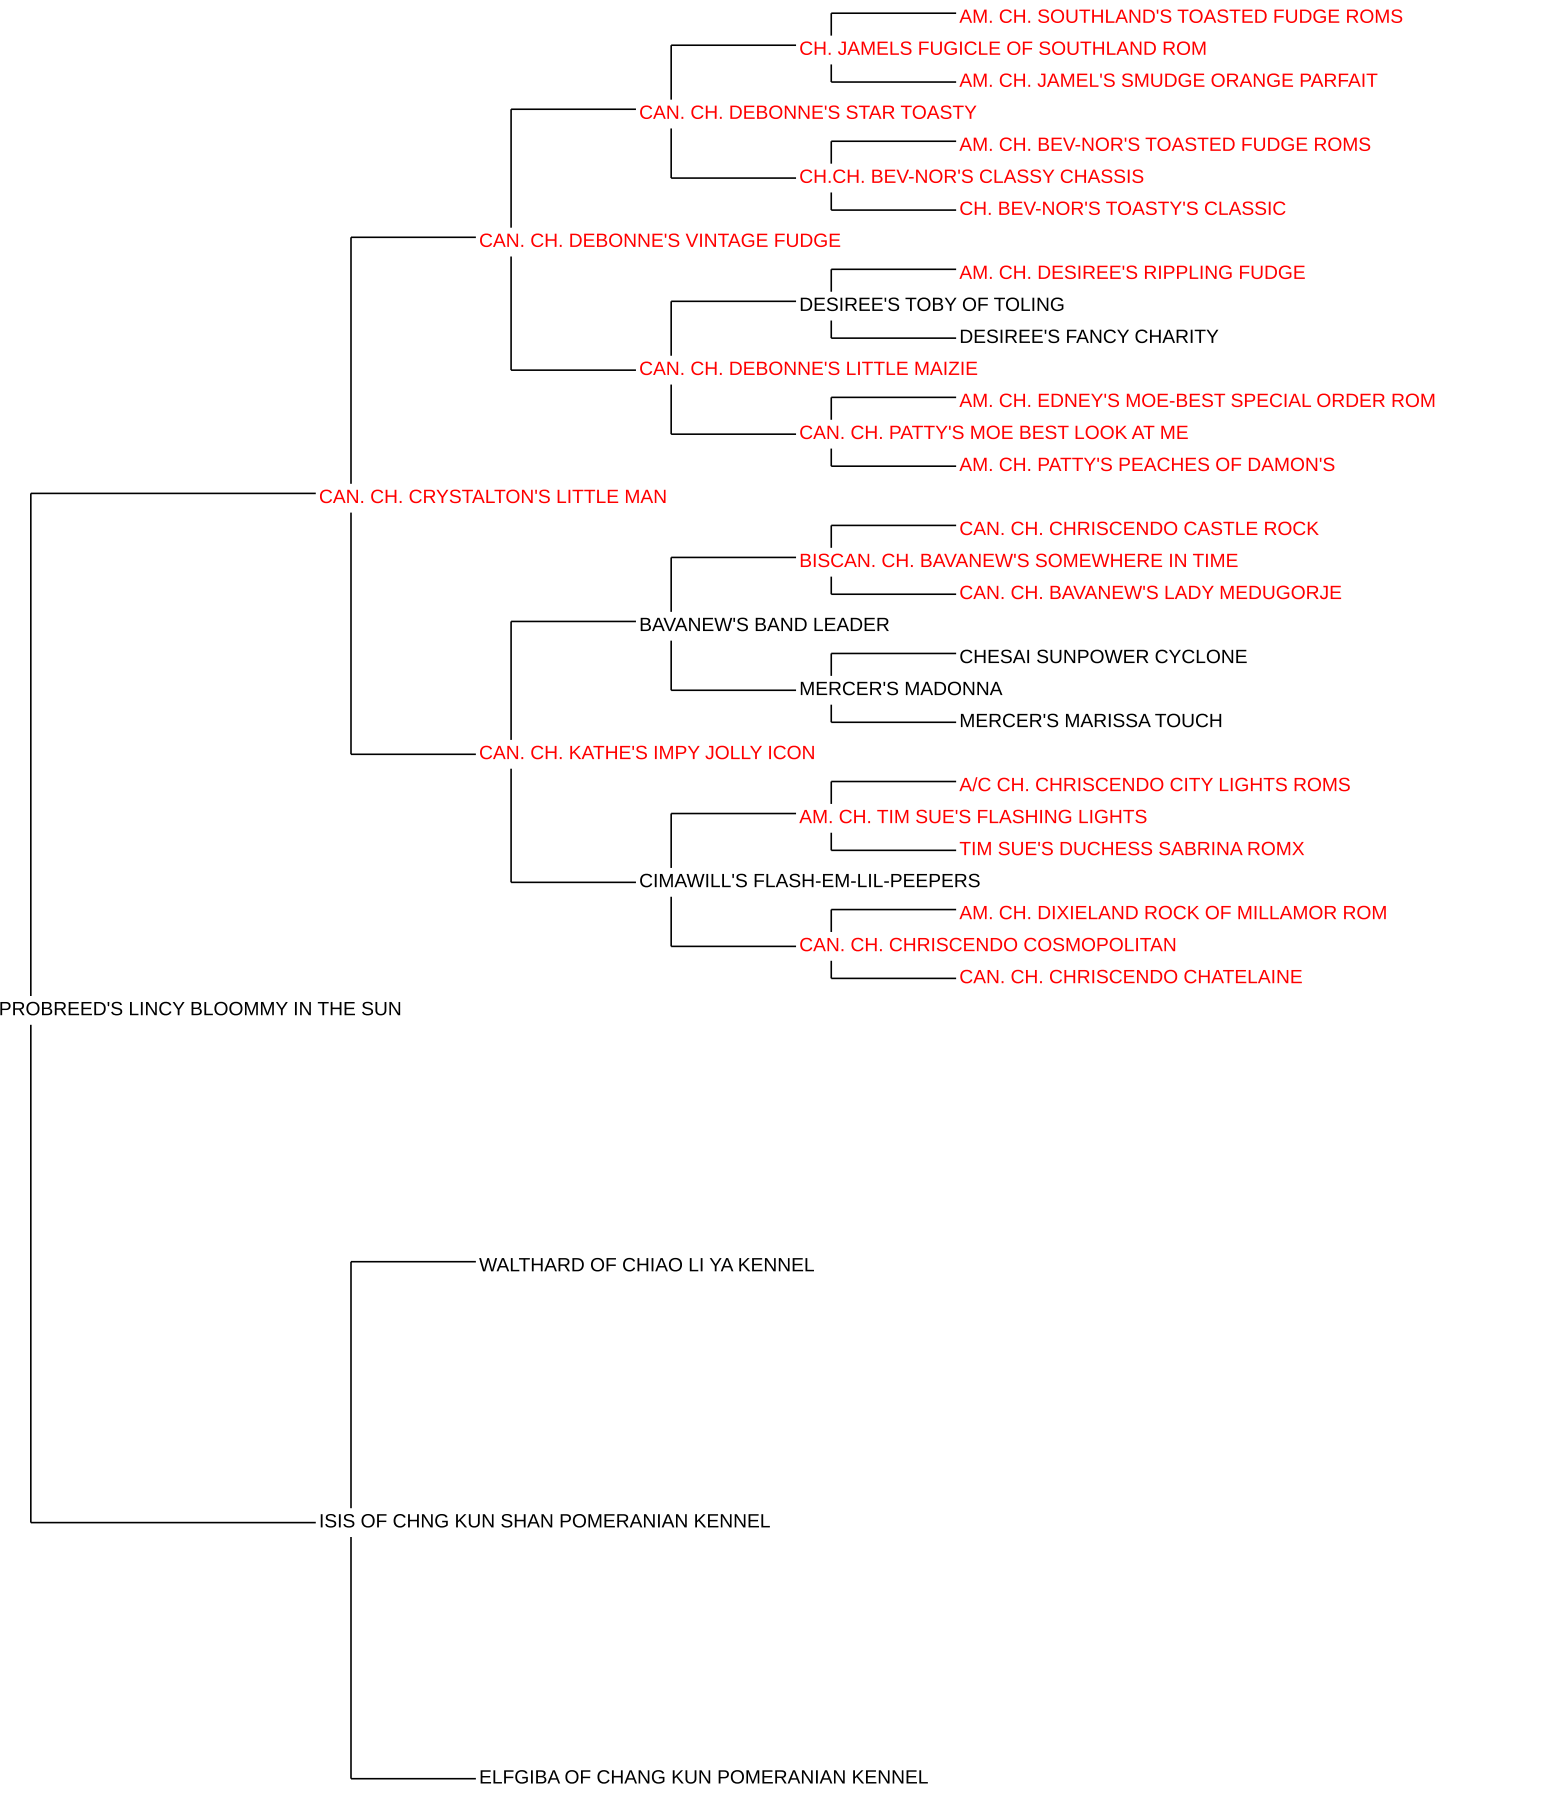 AM. CH. SOUTHLAND'S TOASTED FUDGE ROMS
CH. JAMELS FUGICLE OF SOUTHLAND ROM
AM. CH. JAMEL'S SMUDGE ORANGE PARFAIT
CAN. CH. DEBONNE'S STAR TOASTY
AM. CH. BEV-NOR'S TOASTED FUDGE ROMS
CH.CH. BEV-NOR'S CLASSY CHASSIS
CH. BEV-NOR'S TOASTY'S CLASSIC
CAN. CH. DEBONNE'S VINTAGE FUDGE
AM. CH. DESIREE'S RIPPLING FUDGE
DESIREE'S TOBY OF TOLING
DESIREE'S FANCY CHARITY
CAN. CH. DEBONNE'S LITTLE MAIZIE
AM. CH. EDNEY'S MOE-BEST SPECIAL ORDER ROM
CAN. CH. PATTY'S MOE BEST LOOK AT ME
AM. CH. PATTY'S PEACHES OF DAMON'S
CAN. CH. CRYSTALTON'S LITTLE MAN
CAN. CH. CHRISCENDO CASTLE ROCK
BISCAN. CH. BAVANEW'S SOMEWHERE IN TIME
CAN. CH. BAVANEW'S LADY MEDUGORJE
BAVANEW'S BAND LEADER
CHESAI SUNPOWER CYCLONE
MERCER'S MADONNA
MERCER'S MARISSA TOUCH
CAN. CH. KATHE'S IMPY JOLLY ICON
A/C CH. CHRISCENDO CITY LIGHTS ROMS
AM. CH. TIM SUE'S FLASHING LIGHTS
TIM SUE'S DUCHESS SABRINA ROMX
CIMAWILL'S FLASH-EM-LIL-PEEPERS
AM. CH. DIXIELAND ROCK OF MILLAMOR ROM
CAN. CH. CHRISCENDO COSMOPOLITAN
CAN. CH. CHRISCENDO CHATELAINE
PROBREED'S LINCY BLOOMMY IN THE SUN
WALTHARD OF CHIAO LI YA KENNEL
ISIS OF CHNG KUN SHAN POMERANIAN KENNEL
ELFGIBA OF CHANG KUN POMERANIAN KENNEL